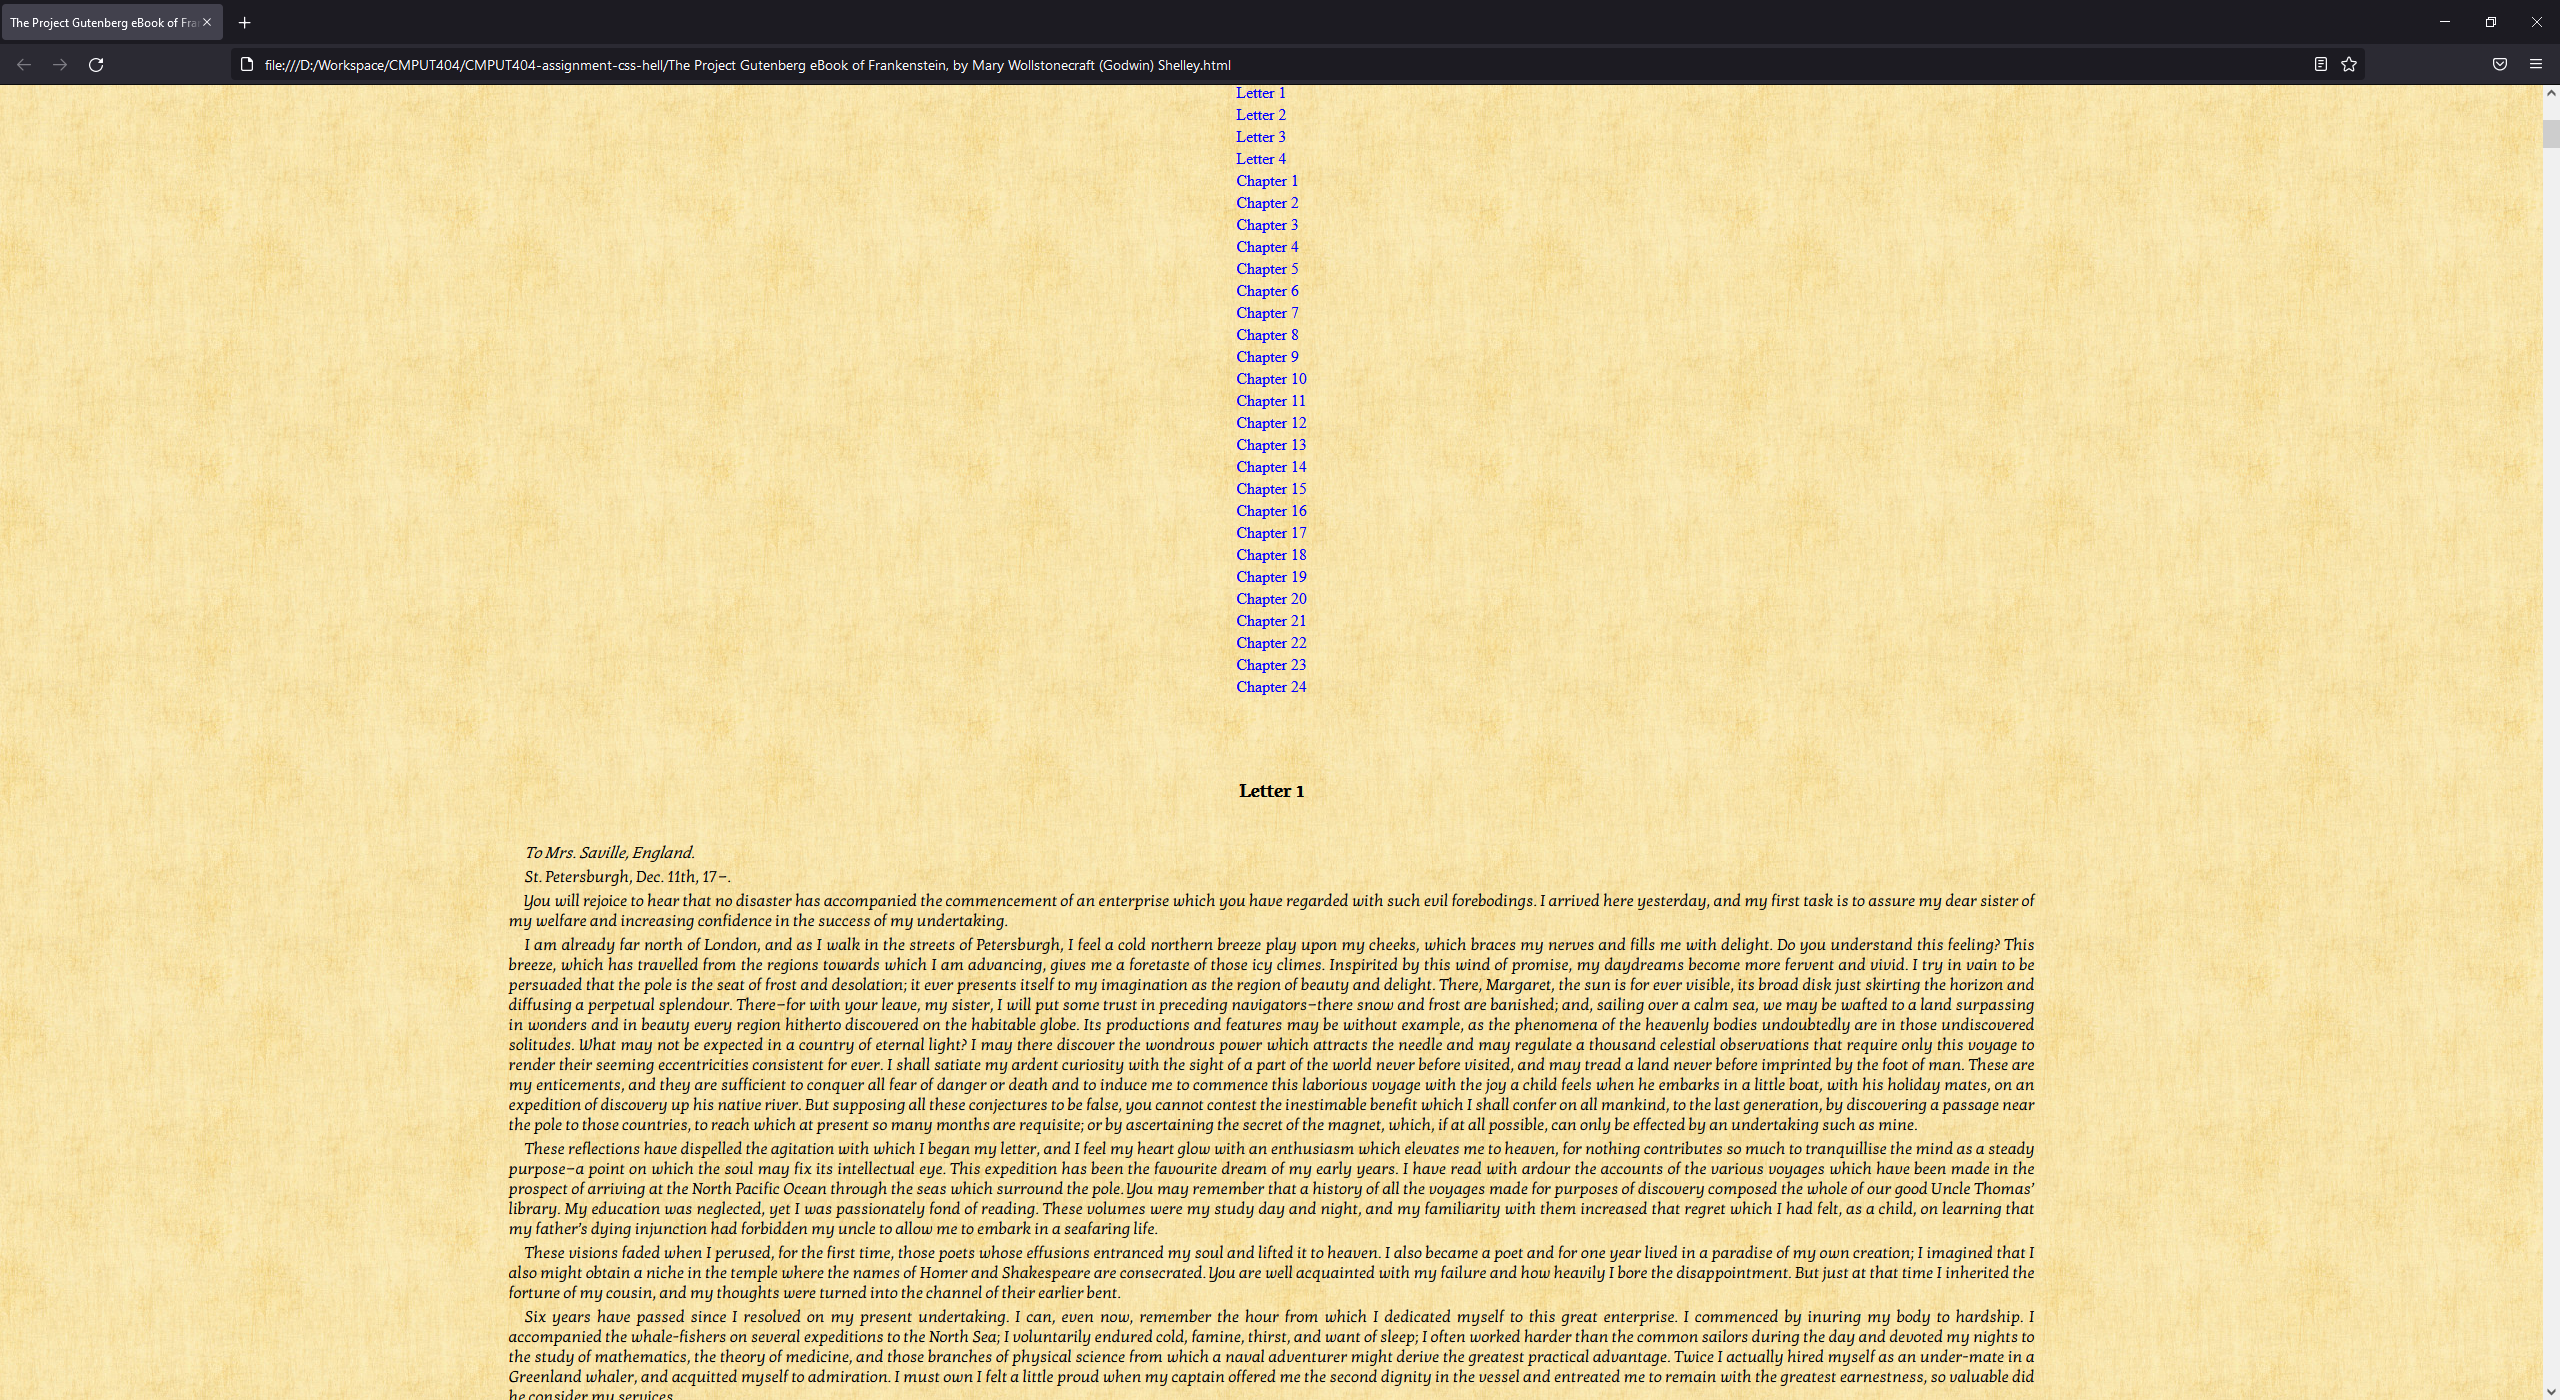 The Project Gutenberg eBook of Fra
file:///D:/Workspace/CMPUT404/CMPUT404-assignment-css-hell/The Project Gutenberg eBook of Frankenstein, by Mary Wollstonecraft (Godwin) Shelley.html
Letter 1
Letter 2
Letter 3
Letter 4
Chapter 1
Chapter 2
Chapter 3
Chapter 4
Chapter 5
Chapter 6
Chapter 7
Chapter 8
Chapter 9
Chapter 10
Chapter 11
Chapter 12
Chapter 13
Chapter 14
Chapter 15
Chapter 16
Chapter 17
Chapter 18
Chapter 19
Chapter 20
Chapter 21
Chapter 22
Chapter 23
Chapter 24
Letter 1
To Mrs. Saville, England.
St. Petersburgh, Dec. 11th, 17–.
You will rejoice to hear that no disaster has accompanied the commencement of an enterprise which you have regarded with such evil forebodings. I arrived here yesterday, and my first task is to assure my dear sister of
my welfare and increasing confidence in the success of my undertaking.
I am already far north of London, and as I walk in the streets of Petersburgh, I feel a cold northern breeze play upon my cheeks, which braces my nerves and fills me with delight. Do you understand this feeling? This
breeze, which has travelled from the regions towards which I am advancing, gives me a foretaste of those icy climes. Inspirited by this wind of promise, my daydreams become more fervent and vivid. I try in vain to be
persuaded that the pole is the seat of frost and desolation; it ever presents itself to my imagination as the region of beauty and delight. There, Margaret, the sun is for ever visible, its broad disk just skirting the horizon and
diffusing a perpetual splendour. There–for with your leave, my sister, I will put some trust in preceding navigators–there snow and frost are banished; and, sailing over a calm sea, we may be wafted to a land surpassing
in wonders and in beauty every region hitherto discovered on the habitable globe. Its productions and features may be without example, as the phenomena of the heavenly bodies undoubtedly are in those undiscovered
solitudes. What may not be expected in a country of eternal light? I may there discover the wondrous power which attracts the needle and may regulate a thousand celestial observations that require only this voyage to
render their seeming eccentricities consistent for ever. I shall satiate my ardent curiosity with the sight of a part of the world never before visited, and may tread a land never before imprinted by the foot of man. These are
my enticements, and they are sufficient to conquer all fear of danger or death and to induce me to commence this laborious voyage with the joy a child feels when he embarks in a little boat, with his holiday mates, on an
expedition of discovery up his native river. But supposing all these conjectures to be false, you cannot contest the inestimable benefit which I shall confer on all mankind, to the last generation, by discovering a passage near
the pole to those countries, to reach which at present so many months are requisite; or by ascertaining the secret of the magnet, which, if at all possible, can only be effected by an undertaking such as mine.
These reflections have dispelled the agitation with which I began my letter, and I feel my heart glow with an enthusiasm which elevates me to heaven, for nothing contributes so much to tranquillise the mind as a steady
purpose–a point on which the soul may fix its intellectual eye. This expedition has been the favourite dream of my early years. I have read with ardour the accounts of the various voyages which have been made in the
prospect of arriving at the North Pacific Ocean through the seas which surround the pole. You may remember that a history of all the voyages made for purposes of discovery composed the whole of our good Uncle Thomas’
library. My education was neglected, yet I was passionately fond of reading. These volumes were my study day and night, and my familiarity with them increased that regret which I had felt, as a child, on learning that
my father’s dying injunction had forbidden my uncle to allow me to embark in a seafaring life.
These visions faded when I perused, for the first time, those poets whose effusions entranced my soul and lifted it to heaven. I also became a poet and for one year lived in a paradise of my own creation; I imagined that I
also might obtain a niche in the temple where the names of Homer and Shakespeare are consecrated. You are well acquainted with my failure and how heavily I bore the disappointment. But just at that time I inherited the
fortune of my cousin, and my thoughts were turned into the channel of their earlier bent.
Six years have passed since I resolved on my present undertaking. I can, even now, remember the hour from which I dedicated myself to this great enterprise. I commenced by inuring my body to hardship. I
accompanied the whale-fishers on several expeditions to the North Sea; I voluntarily endured cold, famine, thirst, and want of sleep; I often worked harder than the common sailors during the day and devoted my nights to
the study of mathematics, the theory of medicine, and those branches of physical science from which a naval adventurer might derive the greatest practical advantage. Twice I actually hired myself as an under-mate in a
Greenland whaler, and acquitted myself to admiration. I must own I felt a little proud when my captain offered me the second dignity in the vessel and entreated me to remain with the greatest earnestness, so valuable did
he consider my services.